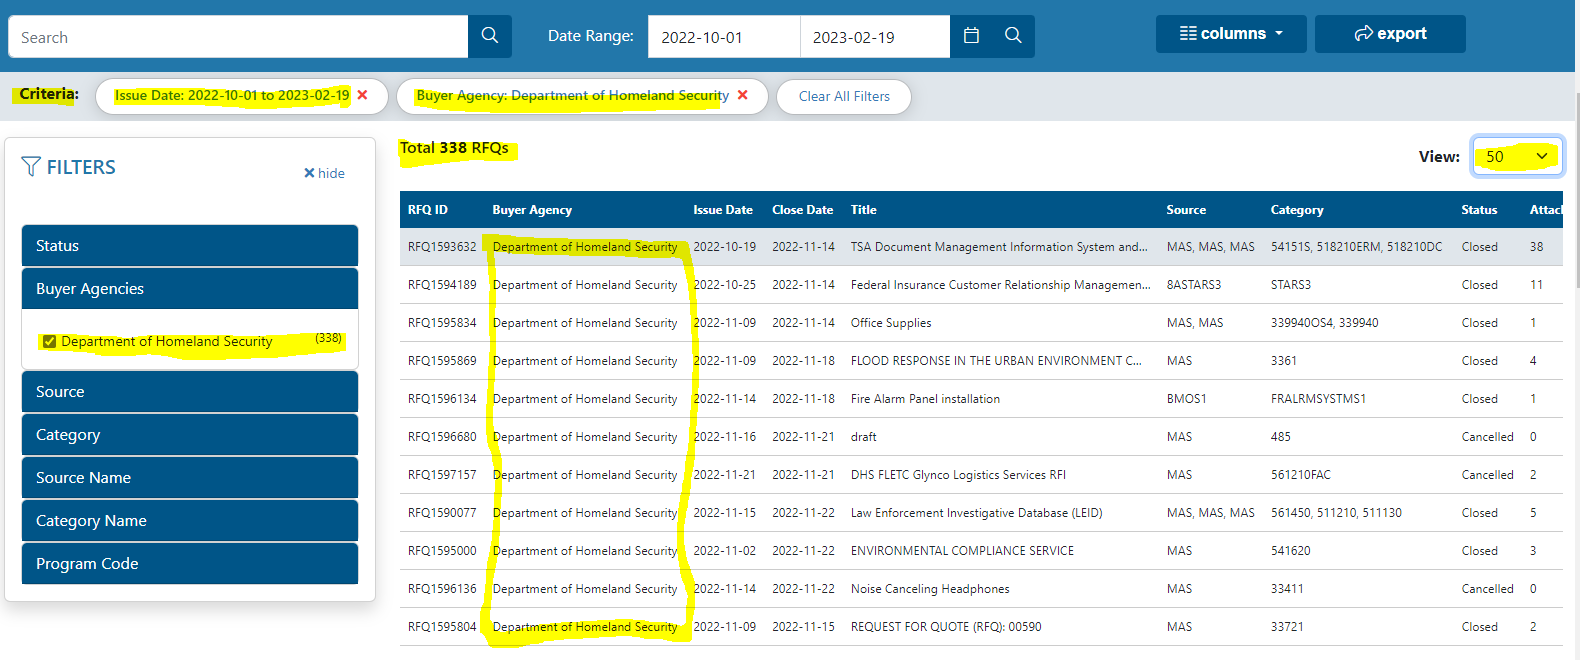 Search
Date Range: 2022-10-01 2023-02-19
columns
export
Criteria: Issue Date: 2022-10-01 to 2023-02-19 Buyer Agency: Department of Homeland Security Clear All Filters
FILTERS
hide
Status
Buyer Agencies
Department of Homeland Security (338)
Source
Category
Source Name
Category Name
Program Code
Total 338 RFQs
View: 50
RFQ ID Buyer Agency Issue Date Close Date Title Source Category Status Attach
RFQ1593632 Department of Homeland Security 2022-10-19 2022-11-14 TSA Document Management Information System and... MAS, MAS, MAS 54151S, 518210ERM, 518210DC Closed 38
RFQ1594189 Department of Homeland Security 2022-10-25 2022-11-14 Federal Insurance Customer Relationship Managemen... 8ASTARS3 STARS3 Closed 11
RFQ1595834 Department of Homeland Security 2022-11-09 2022-11-14 Office Supplies MAS, MAS 339940OS4, 339940 Closed 1
RFQ1595869 Department of Homeland Security 2022-11-09 2022-11-18 FLOOD RESPONSE IN THE URBAN ENVIRONMENT C... MAS 3361 Closed 4
RFQ1596134 Department of Homeland Security 2022-11-14 2022-11-18 Fire Alarm Panel installation BMOS1 FRALRMSYSTMS1 Closed 1
RFQ1596680 Department of Homeland Security 2022-11-16 2022-11-21 draft MAS 485 Cancelled 0
RFQ1597157 Department of Homeland Security 2022-11-21 2022-11-21 DHS FLETC Glynco Logistics Services RFI MAS 561210FAC Cancelled 2
RFQ1590077 Department of Homeland Security 2022-11-15 2022-11-22 Law Enforcement Investigative Database (LEID) MAS, MAS, MAS 561450, 511210, 511130 Closed 5
RFQ1595000 Department of Homeland Security 2022-11-02 2022-11-22 ENVIRONMENTAL COMPLIANCE SERVICE MAS 541620 Closed 3
RFQ1596136 Department of Homeland Security 2022-11-14 2022-11-22 Noise Canceling Headphones MAS 33411 Cancelled 0
RFQ1595804 Department of Homeland Security 2022-11-09 2022-11-15 REQUEST FOR QUOTE (RFQ): 00590 MAS 33721 Closed 2